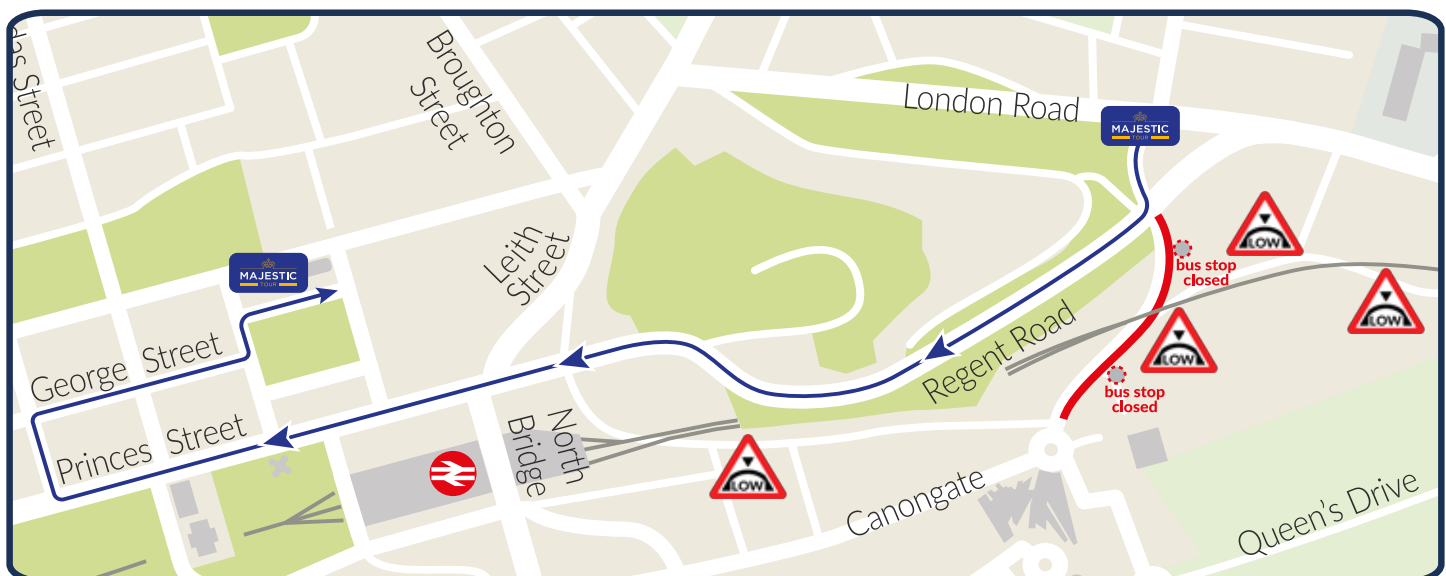 das Street
Broughton
Street
London Road
MAJESTIC
TOUR
LOW
bus stop
closed
Leith
Street
MAJESTIC
TOUR
LOW
LOW
Regent Road
George Street
bus stop
closed
Princes Street
North
Bridge
LOW
Canongate
Queen's Drive